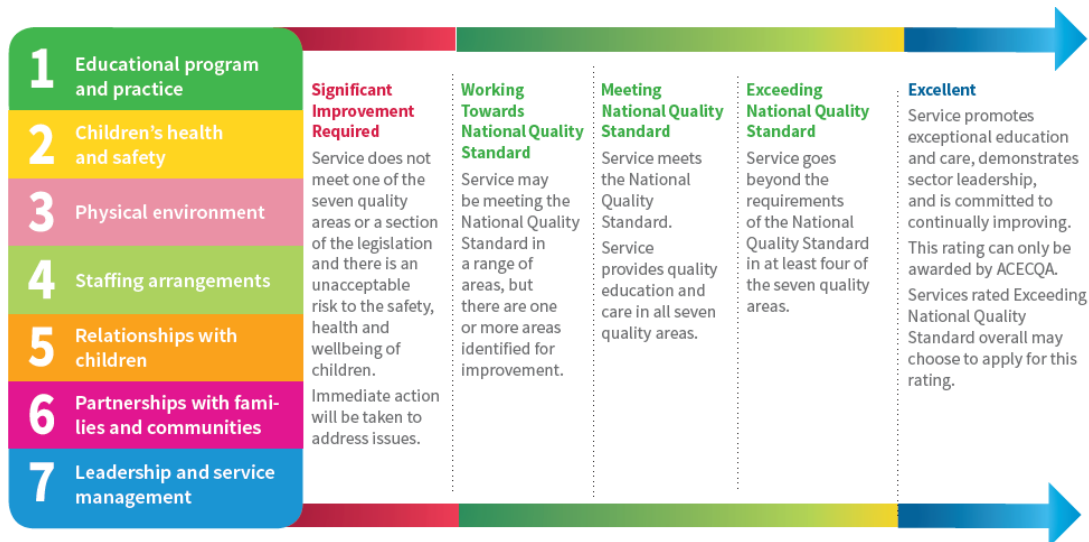 1
Educational program
and practice
2
Children's health
and safety
3
Physical environment
4
Staffing arrangements
5
Relationships with
children
6
Partnerships with fami-
lies and communities
7
Leadership and service
management
Significant
Improvement
Required
Service does not
meet one of the
seven quality
areas or a section
of the legislation
and there is an
unacceptable
risk to the safety,
health and
wellbeing of
children.
Immediate action
will be taken to
address issues.
Working
Towards
National Quality
Standard
Service may
be meeting the
National Quality
Standard in
a range of
areas, but
there are one
or more areas
identified for
improvement.
Meeting
National Quality
Standard
Service meets
the National
Quality
Standard.
Service
provides quality
education and
care in all seven
quality areas.
Exceeding
National Quality
Standard
Service goes
beyond the
requirements
of the National
Quality Standard
in at least four of
the seven quality
areas.
Excellent
Service promotes
exceptional education
and care, demonstrates
sector leadership,
and is committed to
continually improving.
This rating can only be
awarded by ACECQA.
Services rated Exceeding
National Quality
Standard overall may
choose to apply for this
rating.